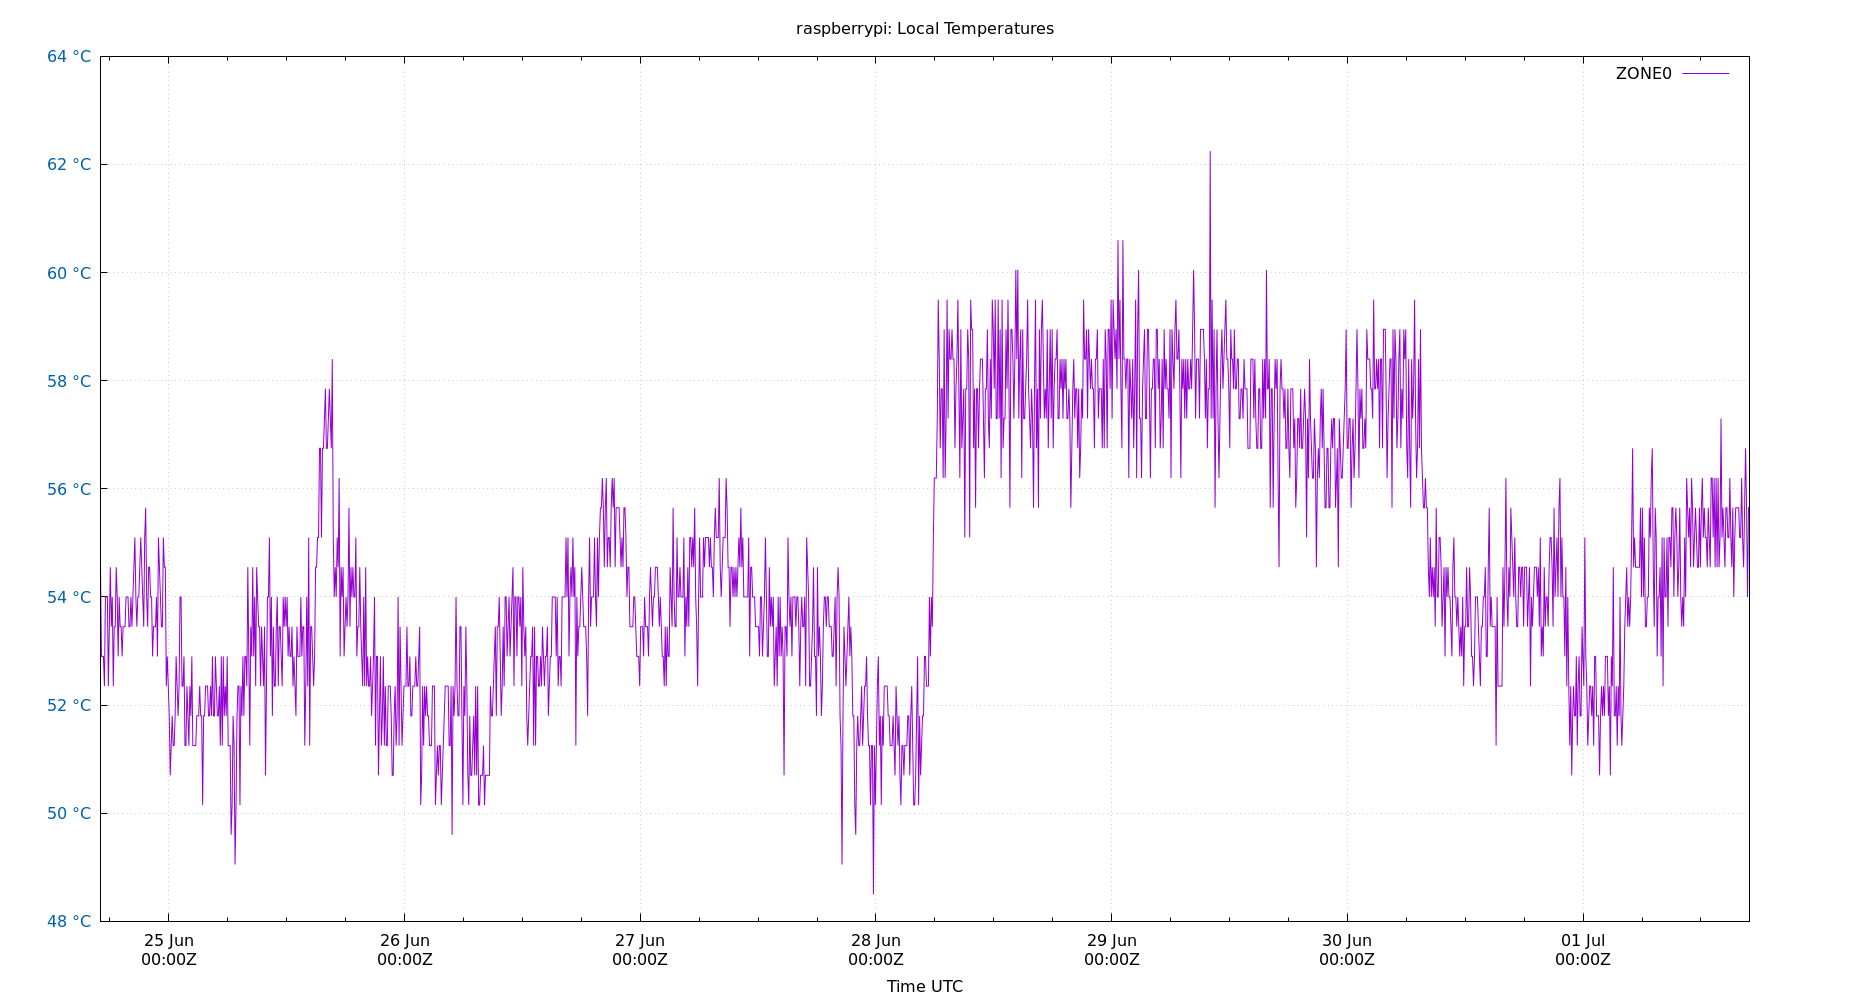 raspberrypi: Local Temperatures
64 °C
ZONE0
62 °C
60 °C
58 °C
56 °C
54 °C
52 °C
50 °C
48 °C
25 Jun 26 Jun 27 Jun 28 Jun 29 Jun 30 Jun 01 Jul
00:00Z 00:00Z 00:00Z 00:00Z 00:00Z 00:00Z 00:00Z
Time UTC